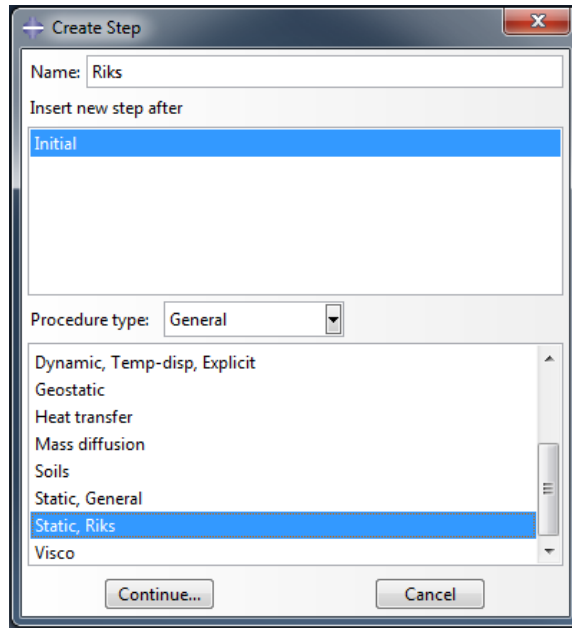 Create Step
Name: Riks
Insert new step after
Initial
Procedure type: General
Dynamic, Temp-disp, Explicit
Geostatic
Heat transfer
Mass diffusion
Soils
Static, General
Static, Riks
Visco
Continue... Cancel